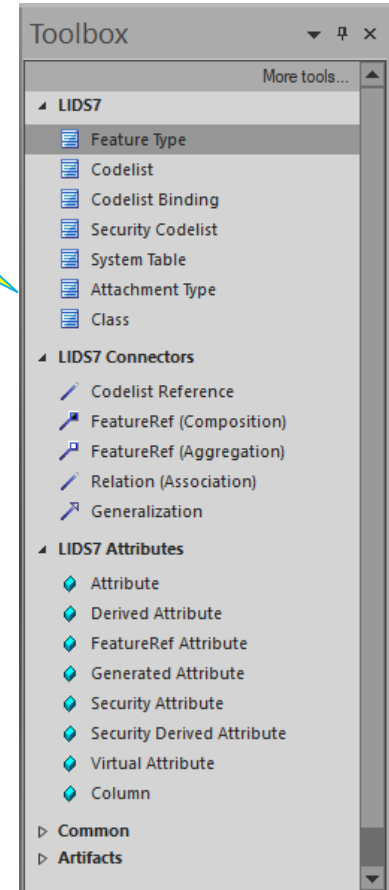 Toolbox
More tools...
LIDS7
Feature Type
Codelist
Codelist Binding
Security Codelist
System Table
Attachment Type
Class
LIDS7 Connectors
Codelist Reference
FeatureRef (Composition)
FeatureRef (Aggregation)
Relation (Association)
Generalization
LIDS7 Attributes
Attribute
Derived Attribute
FeatureRef Attribute
Generated Attribute
Security Attribute
Security Derived Attribute
Virtual Attribute
Column
Common
Artifacts